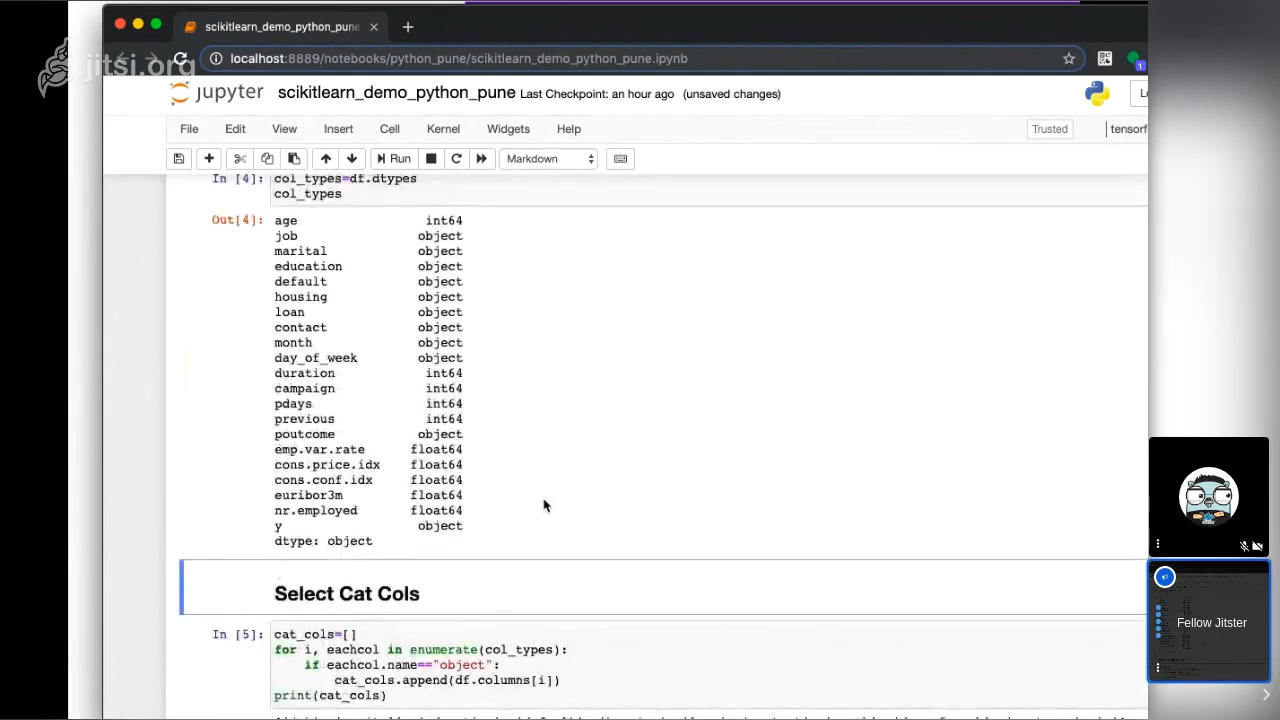 scikitlearn_demo_python_pune
jitsi.org
localhost:8889/notebooks/python_pune/scikitlearn_demo_python_pune.ipynb
1
jupyter scikitlearn_demo_python_pune Last Checkpoint: an hour ago (unsaved changes)
File Edit View Insert Cell Kernel Widgets Help Trusted tensorf
Run Markdown
In [4]: col_types=df.dtypes
col_types
Out[4]: age int64
job object
marital object
education object
default object
housing object
loan object
contact object
month object
day_of_week object
duration int64
campaign int64
pdays int64
previous int64
poutcome object
emp.var.rate float64
cons.price.idx float64
cons.conf.idx float64
euribor3m float64
nr.employed float64
y object
dtype: object
Select Cat Cols
In [5]: cat_cols=[]
for i, eachcol in enumerate(col_types):
if eachcol.name=="object":
cat_cols.append(df.columns[i])
print(cat_cols)
Fellow Jitster